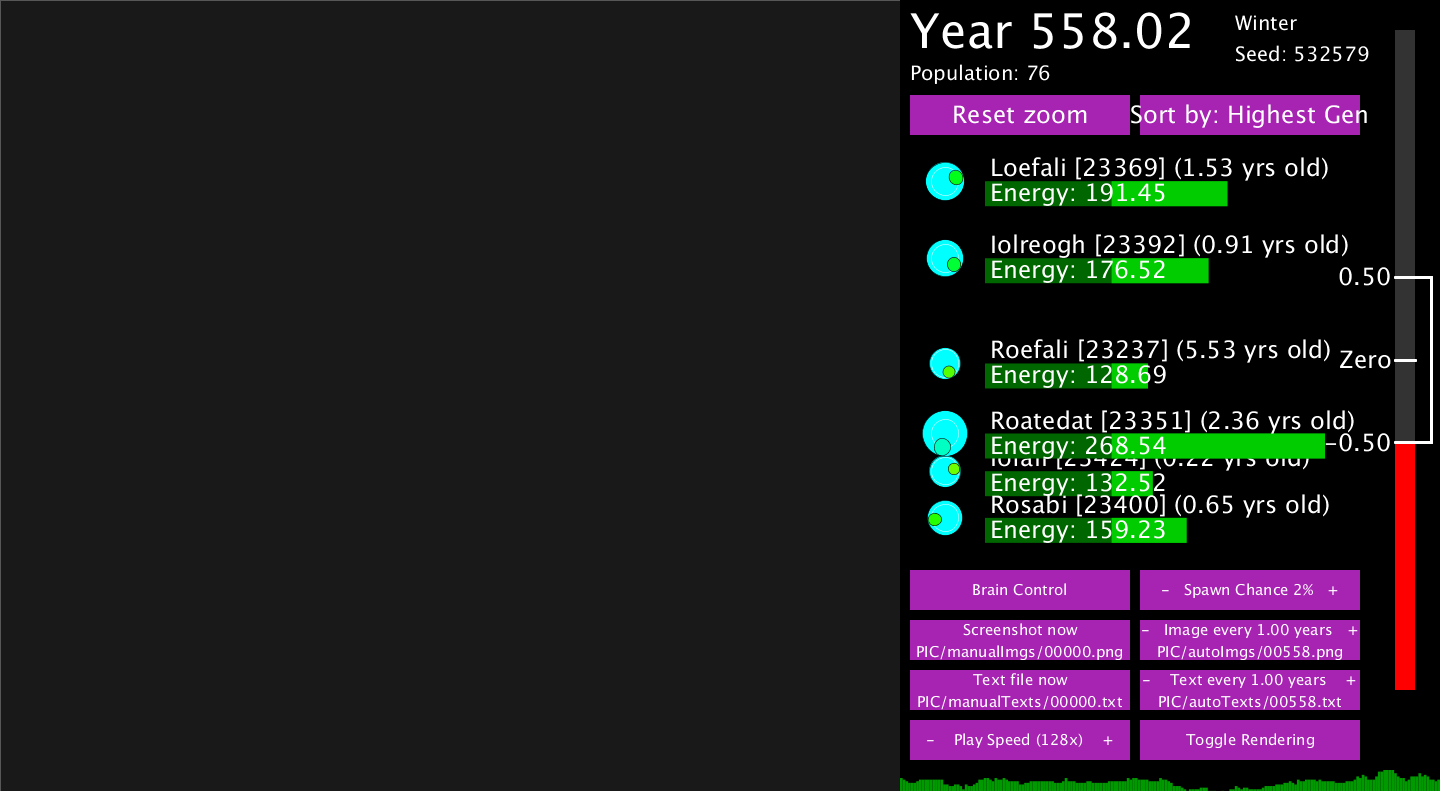 Year 558.02
Winter
Seed: 532579
Population: 76
Reset zoom
Sort by: Highest Gen
Loefali [23369] (1.53 yrs old)
Energy: 191.45
Iolreogh [23392] (0.91 yrs old)
Energy: 176.52
0.50
Roefali [23237] (5.53 yrs old)
Zero
Energy: 128.69
Roatedat [23351] (2.36 yrs old)
Energy: 268.54
-0.50
[23424] (0.22 yrs old)
Energy: 132.52
Rosabi [23400] (0.65 yrs old)
Energy: 159.23
Brain Control
- Spawn Chance 2% +
Screenshot now
PIC/manualImgs/00000.png
- Image every 1.00 years +
PIC/autoImgs/00558.png
Text file now
PIC/manualTexts/00000.txt
- Text every 1.00 years +
PIC/autoTexts/00558.txt
- Play Speed (128x) +
Toggle Rendering